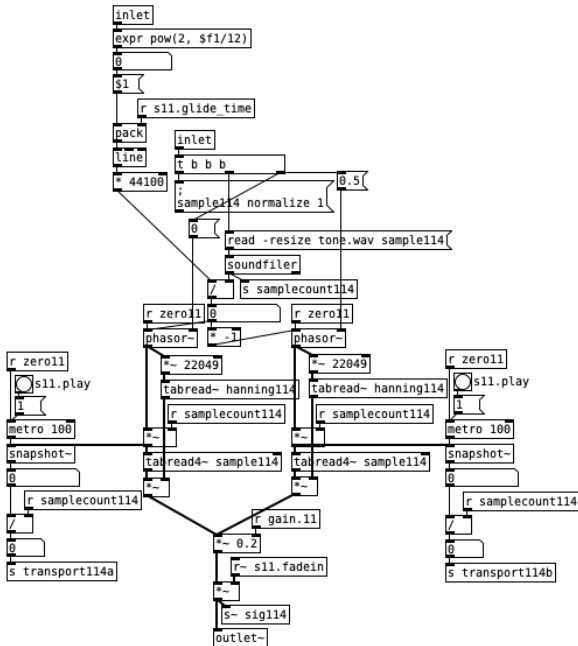 inlet
expr pow(2, $f1/12)
0
$1
r s11.glide_time
pack
inlet
line
t b b b
* 44100
0.5
;
sample114 normalize 1
0
read -resize tone.wav sample114
soundfiler
/
s samplecount114
r zero11
0
r zero11
phasor~
* -1
phasor~
r zero11
*~ 22049
*~ 22049
r zero11
s11.play
tabread~ hanning114
tabread~ hanning114
s11.play
1
r samplecount114
r samplecount114
1
metro 100
*~
*~
metro 100
snapshot~
tabread4~ sample114
tabread4~ sample114
snapshot~
0
*~
*~
0
r samplecount114
r samplecount114
/
r gain.11
/
0
*~ 0.2
0
s transport114a
r~ s11.fadein
s transport114b
*~
s~ sig114
outlet~